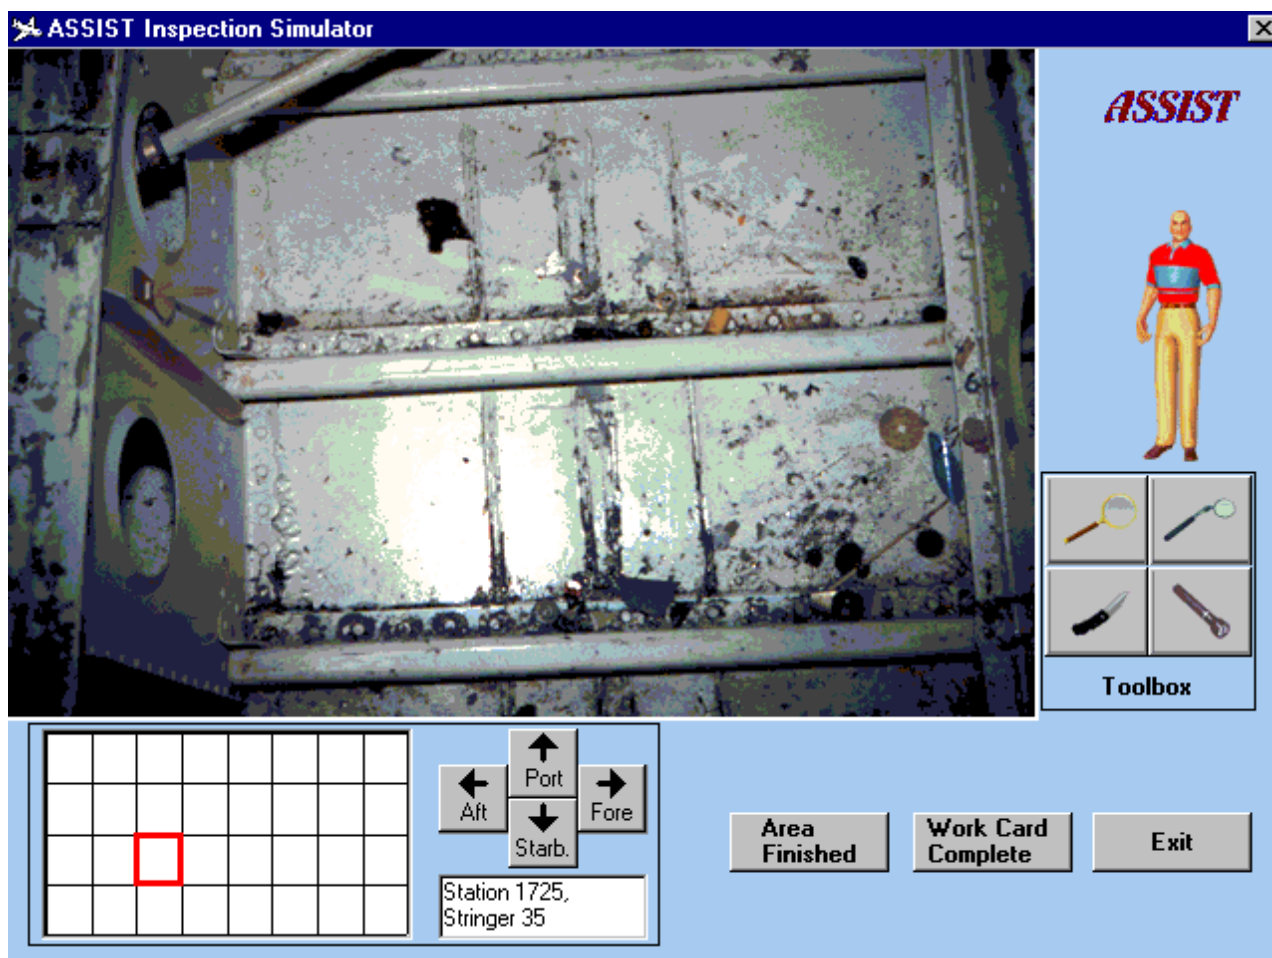 ASSIST Inspection Simulator
ASSIST
6
Toolbox
Port
Aft
Fore
Starb.
Station 1725,
Stringer 35
Area
Finished
Work Card
Complete
Exit